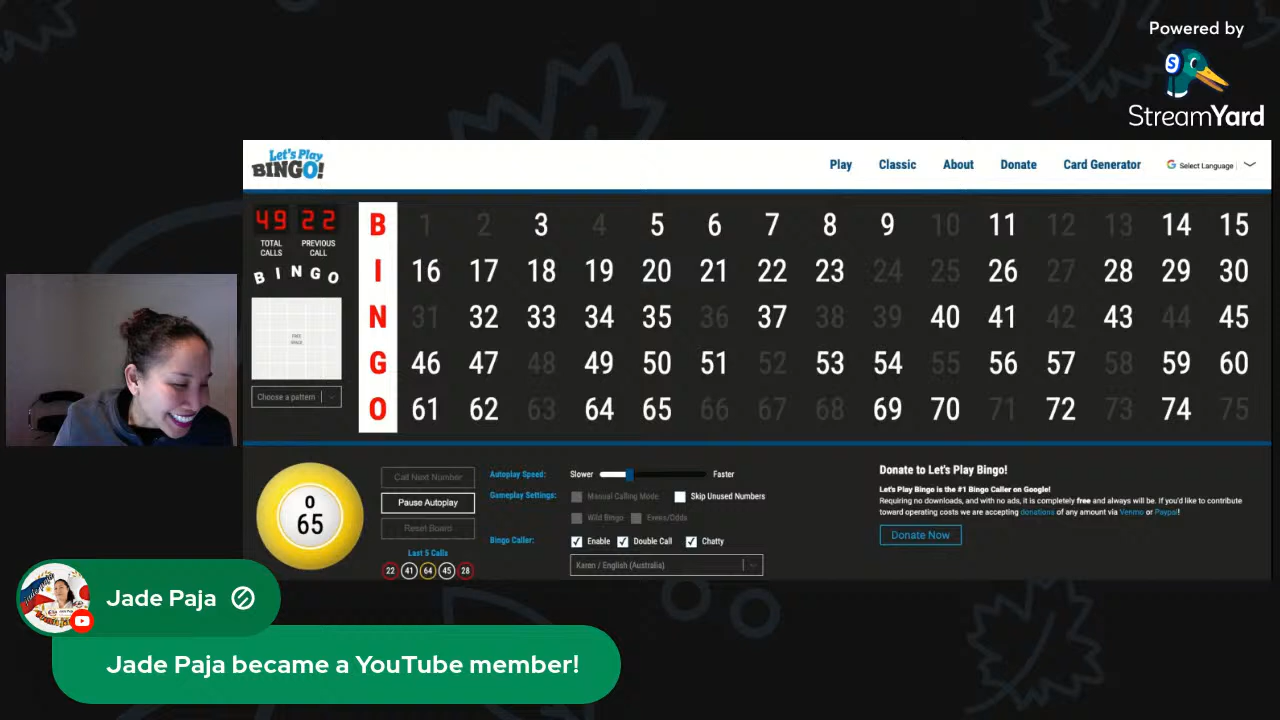 Powered by
StreamYard
Let's Play
BINGO!
Play Classic About Donate Card Generator Select Language
49 22
TOTAL CALLS PREVIOUS CALL
BINGO
FREE SPACE
Choose a pattern
B 1 2 3 4 5 6 7 8 9 10 11 12 13 14 15
I 16 17 18 19 20 21 22 23 24 25 26 27 28 29 30
N 31 32 33 34 35 36 37 38 39 40 41 42 43 44 45
G 46 47 48 49 50 51 52 53 54 55 56 57 58 59 60
O 61 62 63 64 65 66 67 68 69 70 71 72 73 74 75
O
65
Call Next Number
Pause Autoplay
Reset Board
Last 5 Calls
22 41 64 45 28
Autoplay Speed: Slower Faster
Gameplay Settings: Manual Calling Mode Skip Unused Numbers
Wild Bingo Evens/Odds
Bingo Caller: Enable Double Call Chatty
Karen / English (Australia)
Donate to Let's Play Bingo!
Let's Play Bingo is the #1 Bingo Caller on Google!
Requiring no downloads, and with no ads, it is completely free and always will be. If you'd like to contribute
toward operating costs we are accepting donations of any amount via Venmo or Paypal!
Donate Now
Jade Paja
Jade Paja became a YouTube member!